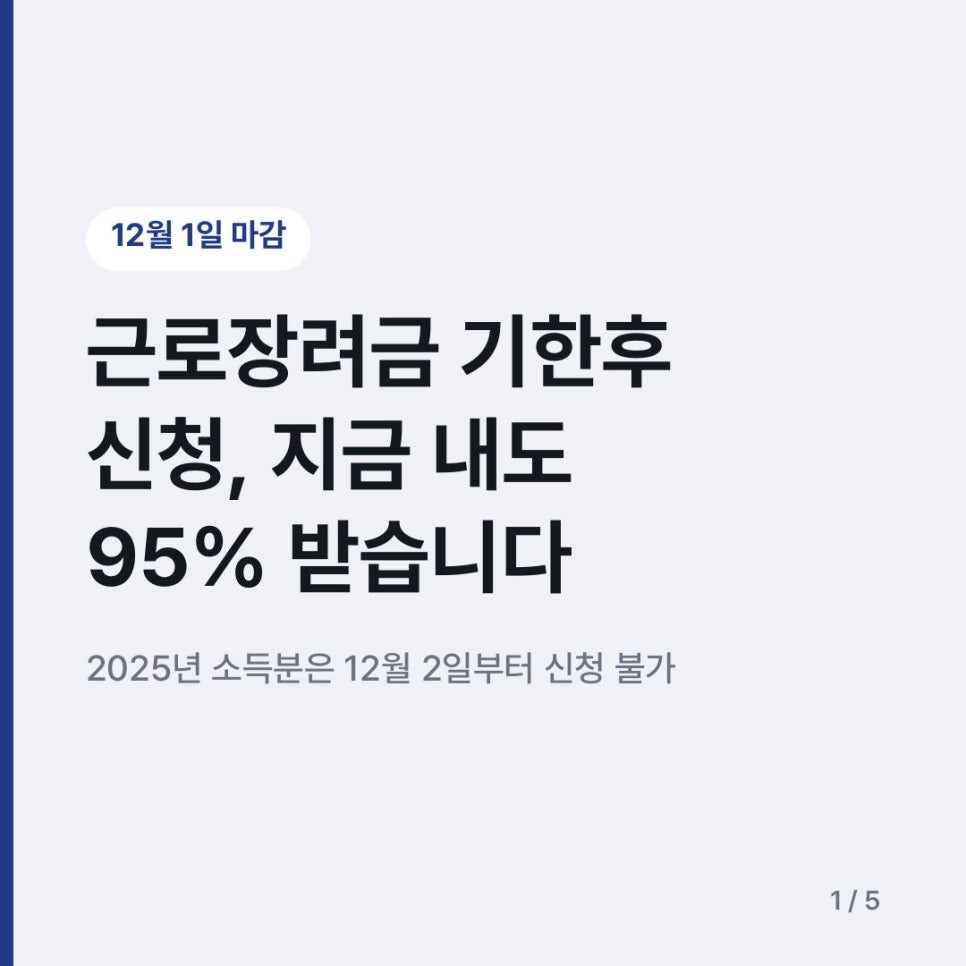 12월 1일 마감
근로장려금 기한후
신청, 지금 내도
95% 받습니다
2025년 소득분은 12월 2일부터 신청 불가
1 / 5